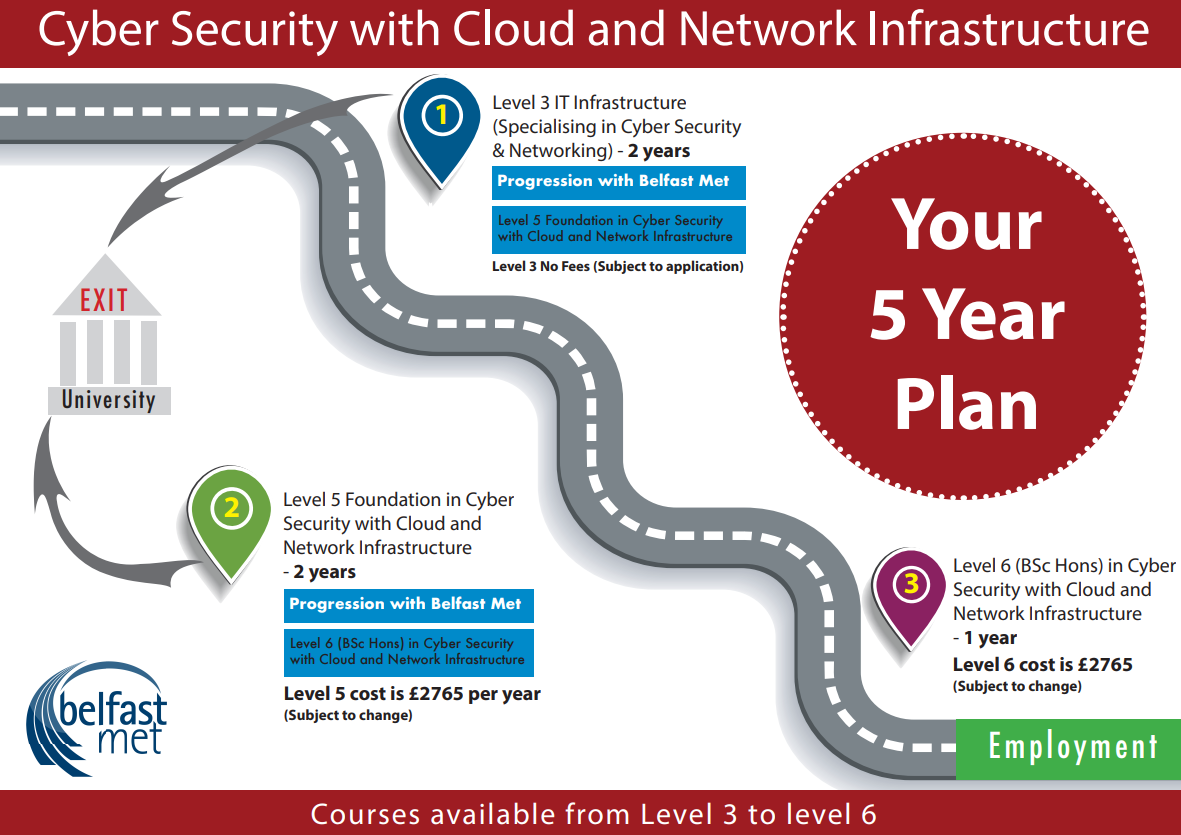 Cyber Security with Cloud and Network Infrastructure
1
Level 3 IT Infrastructure
(Specialising in Cyber Security
& Networking) - 2 years
Progression with Belfast Met
Level 5 Foundation in Cyber Security
with Cloud and Network Infrastructure
Level 3 No Fees (Subject to application)
Your
5 Year
Plan
EXIT
University
2
Level 5 Foundation in Cyber
Security with Cloud and
Network Infrastructure
- 2 years
Progression with Belfast Met
Level 6 (BSc Hons) in Cyber Security
with Cloud and Network Infrastructure
Level 5 cost is £2765 per year
(Subject to change)
3
Level 6 (BSc Hons) in Cyber
Security with Cloud and
Network Infrastructure
- 1 year
Level 6 cost is £2765
(Subject to change)
belfast
met
Employment
Courses available from Level 3 to level 6